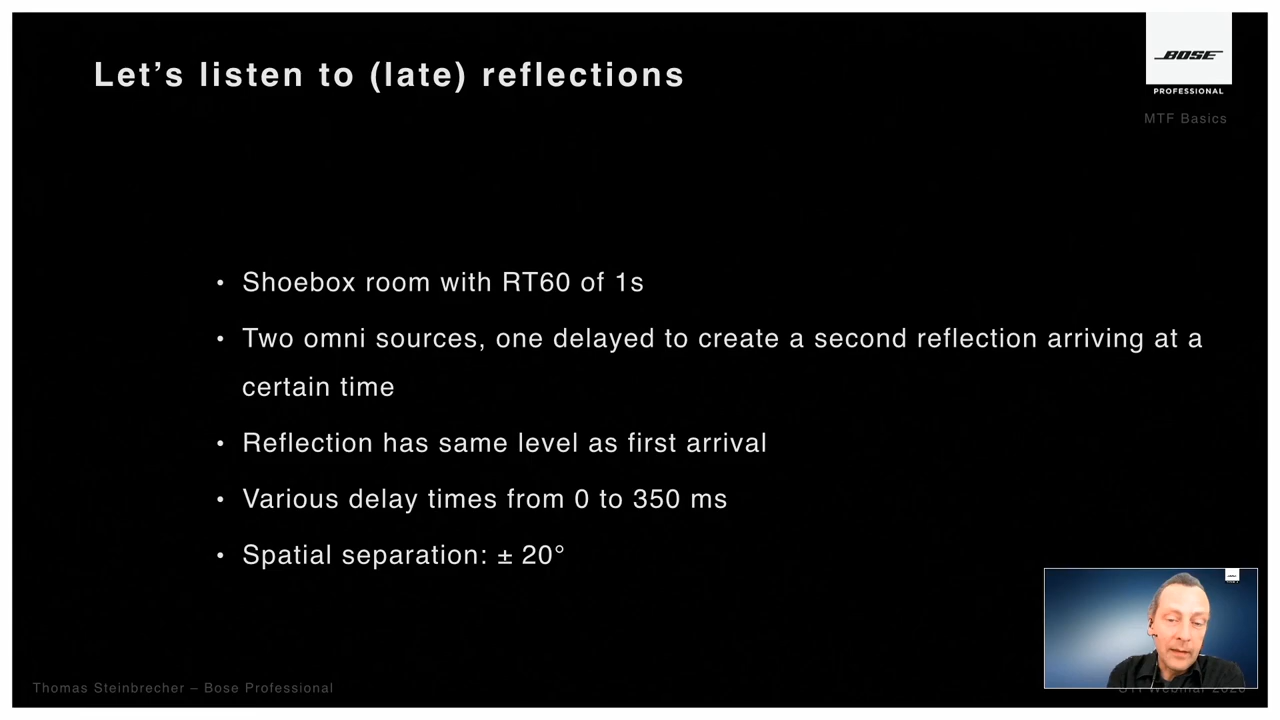 Let’s listen to (late) reflections
BOSE
PROFESSIONAL
MTF Basics
• Shoebox room with RT60 of 1s
• Two omni sources, one delayed to create a second reflection arriving at a
certain time
• Reflection has same level as first arrival
• Various delay times from 0 to 350 ms
• Spatial separation: ± 20°
Thomas Steinbrecher – Bose Professional
Webinar